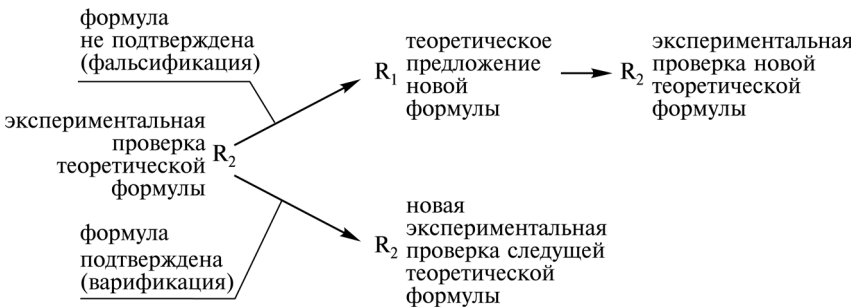 формула
не подтверждена
(фальсификация)
экспериментальная
проверка
теоретической
формулы
R2
формула
подтверждена
(варификация)
R1
теоретическое
предложение
новой
формулы
R2
экспериментальная
проверка новой
теоретической
формулы
R2
новая
экспериментальная
проверка следущей
теоретической
формулы